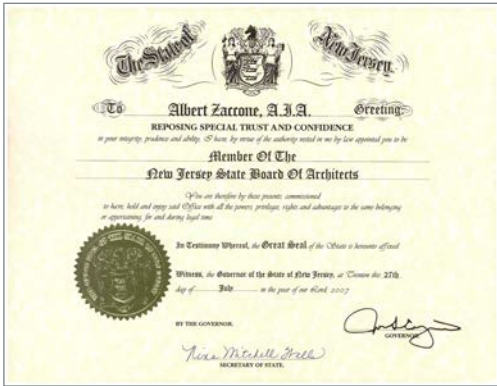 The State of New Jersey
To Albert Zaccone, A.I.A. Greeting:
REPOSING SPECIAL TRUST AND CONFIDENCE
in your integrity, prudence and ability, I have, by virtue of the authority vested in me by law appointed you to be
Member Of The
New Jersey State Board Of Architects
You are therefore by these presents, commissioned
to have, hold and enjoy said Office with all the powers, privileges, rights and advantages to the same belonging
or appertaining, for and during legal term
In Testimony Whereof, the Great Seal of the State is hereunto affixed
Witness, the Governor of the State of New Jersey, at Trenton this 27th
day of July in the year of our Lord 2007
BY THE GOVERNOR:
GOVERNOR
Nina Mitchell Wells
SECRETARY OF STATE.